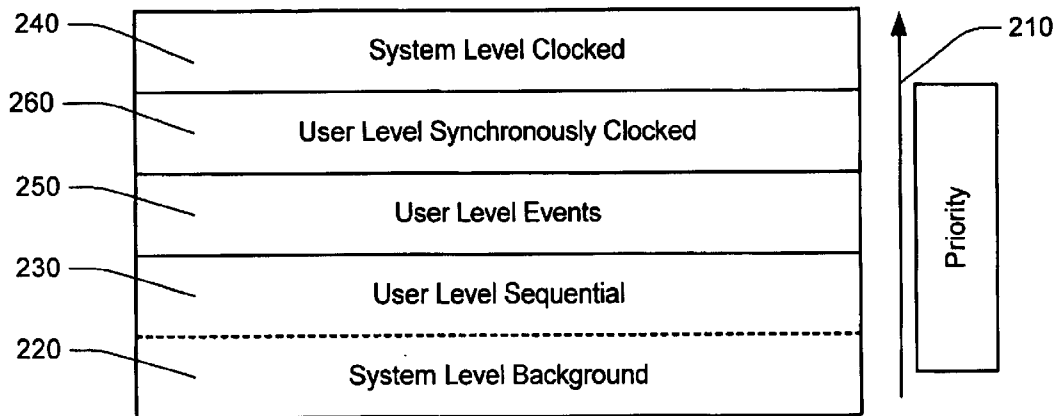 240
System Level Clocked
210
260
User Level Synchronously Clocked
250
User Level Events
Priority
230
User Level Sequential
220
System Level Background